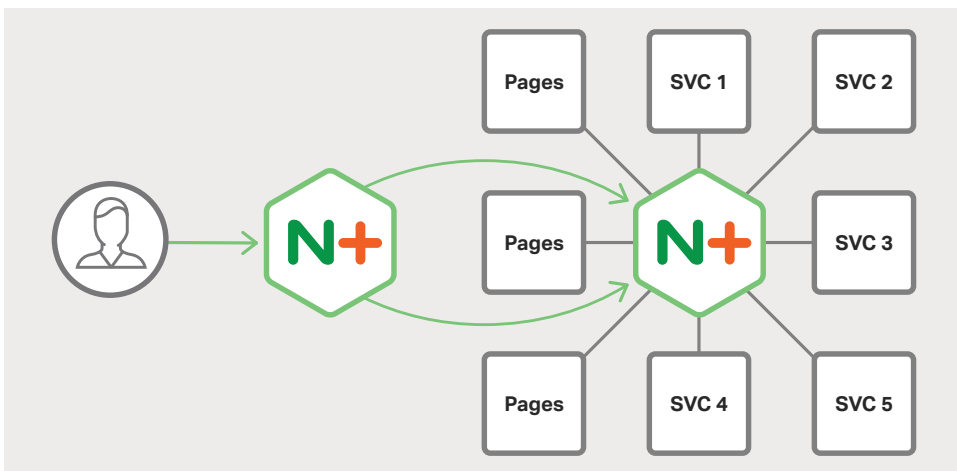 Pages
SVC 1
SVC 2
N+
Pages
N+
SVC 3
Pages
SVC 4
SVC 5